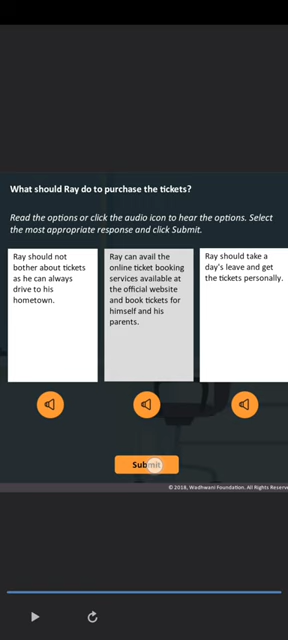 What should Ray do to purchase the tickets?
Read the options or click the audio icon to hear the options. Select
the most appropriate response and click Submit.
Ray should not
bother about tickets
as he can always
drive to his
hometown.
Ray can avail the
online ticket booking
services available at
the official website
and book tickets for
himself and his
parents.
Ray should take a
day's leave and get
the tickets personally.
Submit
© 2018, Wadhwani Foundation. All Rights Reserve